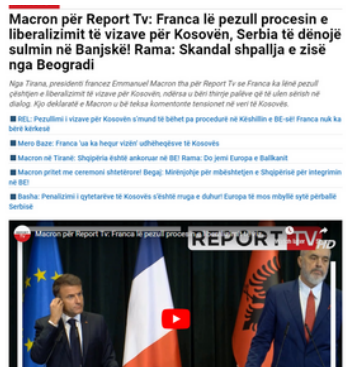 Macron për Report Tv: Franca lë pezull procesin e
liberalizimit të vizave për Kosovën, Serbia të dënojë
sulmin në Banjskë! Rama: Skandal shpallja e zisë
nga Beogradi
Nga Tirana, presidenti francez Emmanuel Macron tha për Report Tv se Franca ka lënë pezull
çështjen e liberalizimit të vizave për Kosovën, ndërsa u bëri thirrje palëve që të ulen sërish në
dialog. Kjo deklaratë e Macron u bë teksa komentonte tensionet në veri të Kosovës.
REL: Pezullimi i vizave për Kosovën s'mund të bëhet pa procedurë në Këshillin e BE-së! Franca nuk ka
bërë kërkesë
Mero Baze: Franca 'ua ka hequr vizën' udhëheqësve të Kosovës
Macron në Tiranë: Shqipëria është ankoruar në BE! Rama: Do jemi Europa e Ballkanit
Macron pritet me ceremoni shtetërore! Begaj: Mirënjohje për mbështetjen e Shqipërisë për integrimin
në BE!
Basha: Penalizimi i qytetarëve të Kosovës s'është rruga e duhur! Europa të mos mbyllë sytë përballë
Serbisë
Macron për Report Tv: Franca lë pezull procesin e
REPORT TV HD